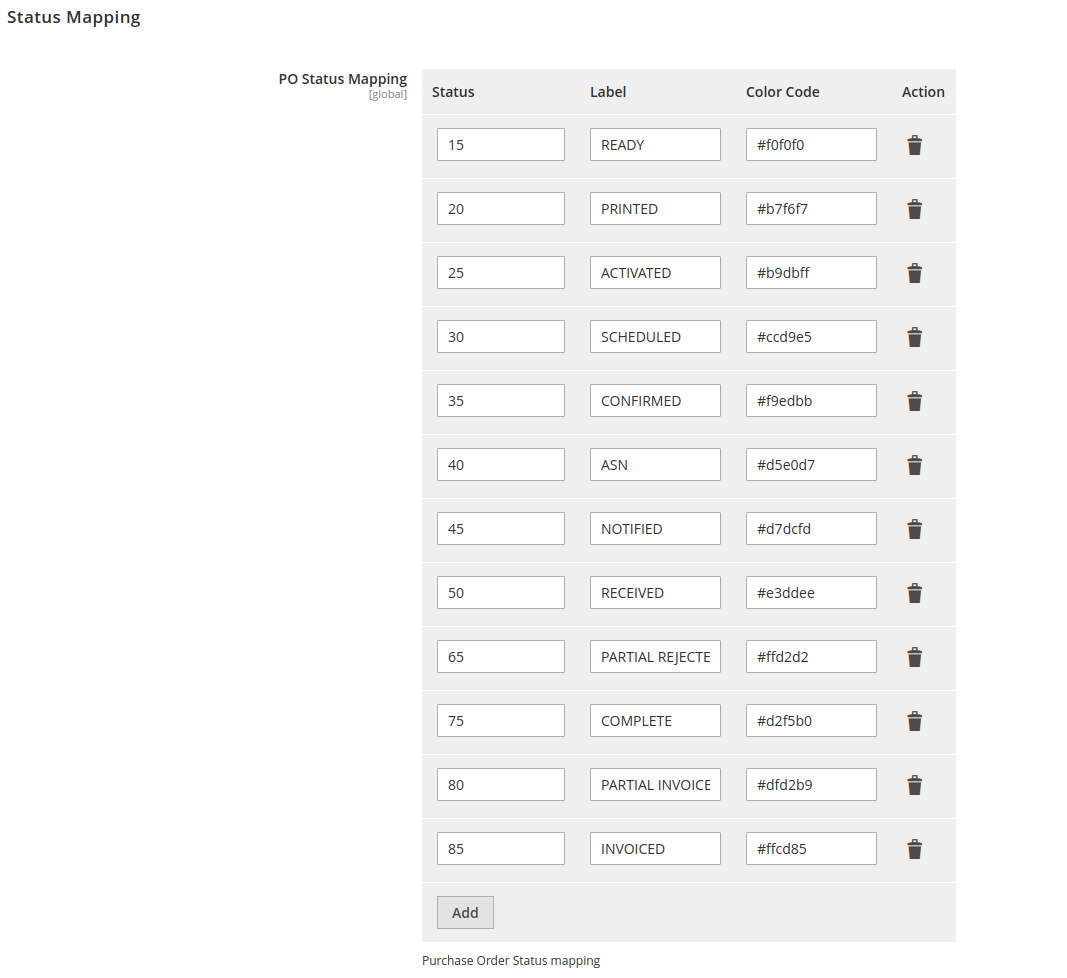 Status Mapping
PO Status Mapping
[global]
Status Label Color Code Action
15 READY #f0f0f0
20 PRINTED #b7f6f7
25 ACTIVATED #b9dbff
30 SCHEDULED #ccd9e5
35 CONFIRMED #f9edbb
40 ASN #d5e0d7
45 NOTIFIED #d7dcfd
50 RECEIVED #e3ddee
65 PARTIAL REJECTE #ffd2d2
75 COMPLETE #d2f5b0
80 PARTIAL INVOICE #dfd2b9
85 INVOICED #ffcd85
Add
Purchase Order Status mapping